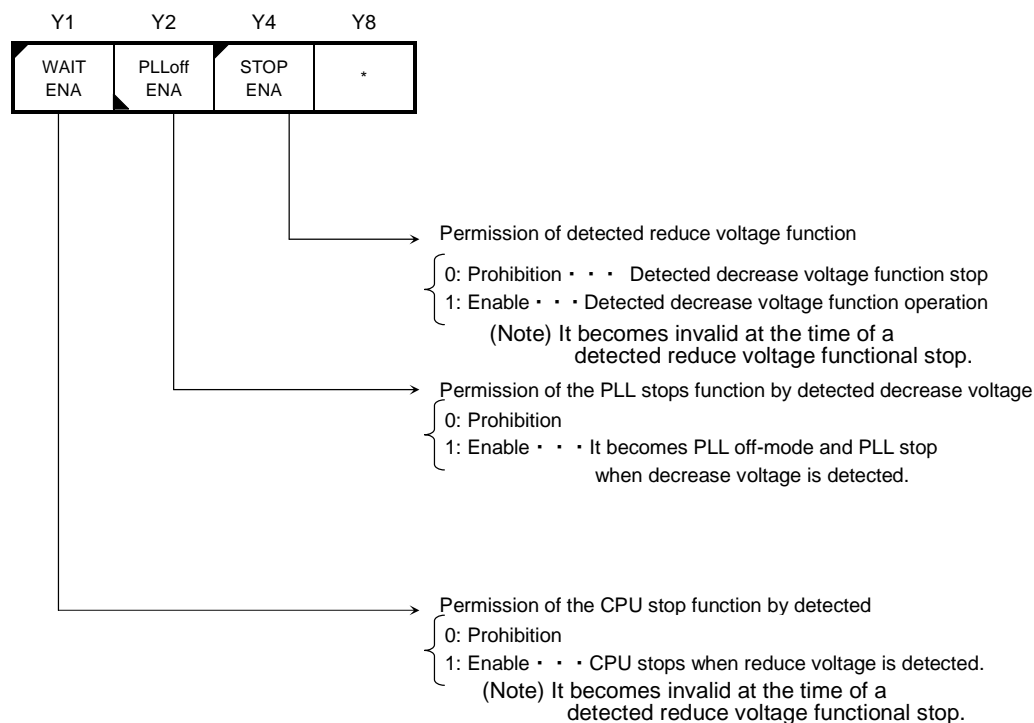 Y1 Y2 Y4 Y8
WAIT ENA PLLoff ENA STOP ENA *
Permission of detected reduce voltage function
0: Prohibition・・・ Detected decrease voltage function stop
1: Enable・・・Detected decrease voltage function operation
(Note) It becomes invalid at the time of a
detected reduce voltage functional stop.
Permission of the PLL stops function by detected decrease voltage
0: Prohibition
1: Enable・・・It becomes PLL off-mode and PLL stop
when decrease voltage is detected.
Permission of the CPU stop function by detected
0: Prohibition
1: Enable・・・CPU stops when reduce voltage is detected.
(Note) It becomes invalid at the time of a
detected reduce voltage functional stop.